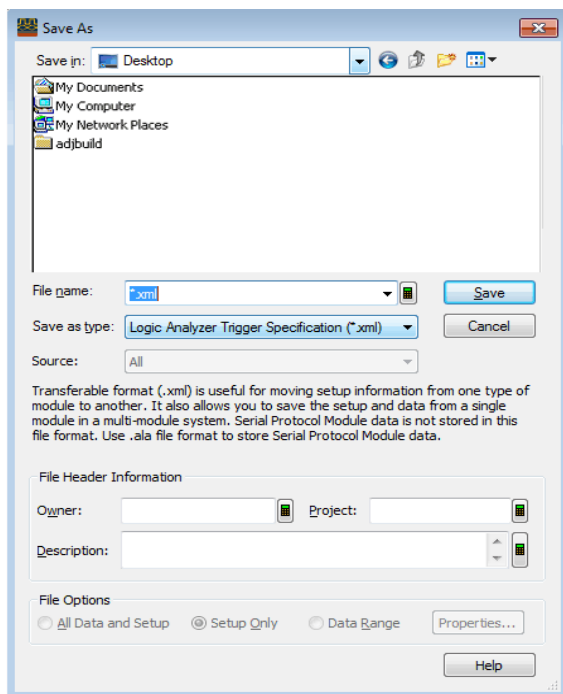 Save As
Save in: Desktop
My Documents
My Computer
My Network Places
adjbuild
File name: *.xml Save
Save as type: Logic Analyzer Trigger Specification (*.xml) Cancel
Source: All
Transferable format (.xml) is useful for moving setup information from one type of
module to another. It also allows you to save the setup and data from a single
module in a multi-module system. Serial Protocol Module data is not stored in this
file format. Use .ala file format to store Serial Protocol Module data.
File Header Information
Owner: Project:
Description:
File Options
All Data and Setup Setup Only Data Range Properties...
Help